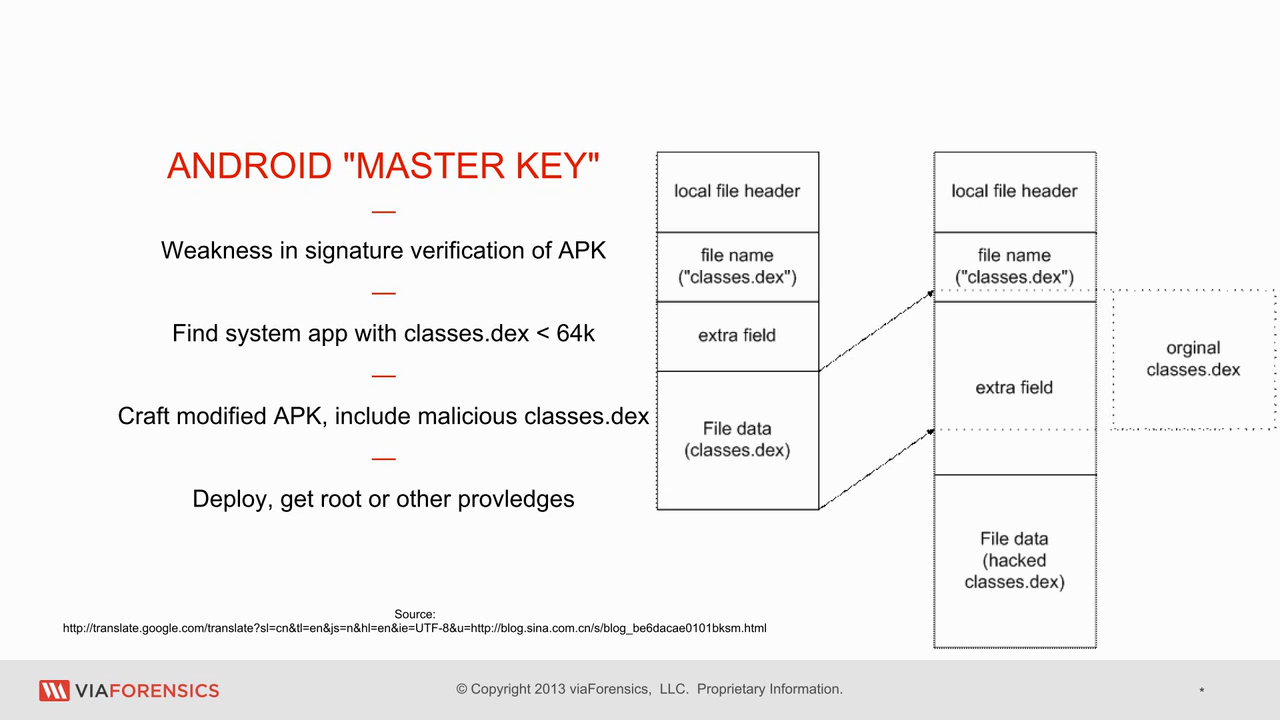 ANDROID "MASTER KEY"
—
Weakness in signature verification of APK
—
Find system app with classes.dex < 64k
—
Craft modified APK, include malicious classes.dex
—
Deploy, get root or other provledges
local file header
file name
("classes.dex")
extra field
File data
(classes.dex)
local file header
file name
("classes.dex")
extra field
File data
(hacked
classes.dex)
orginal
classes.dex
Source:
http://translate.google.com/translate?sl=cn&tl=en&js=n&hl=en&ie=UTF-8&u=http://blog.sina.com.cn/s/blog_be6dacae0101bksm.html
VIAFORENSICS
© Copyright 2013 viaForensics, LLC. Proprietary Information.
*